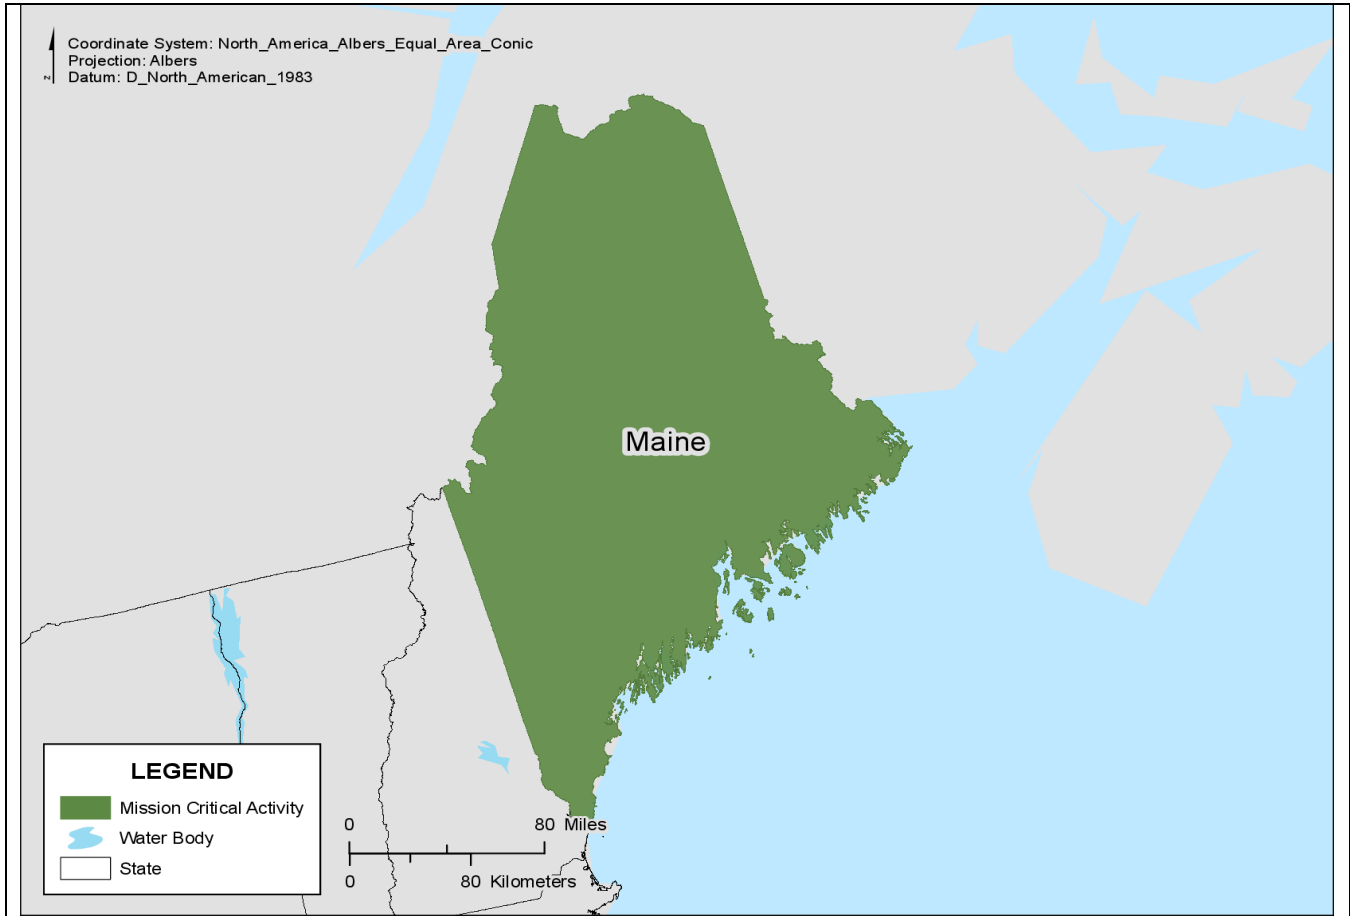 Coordinate System: North_America_Albers_Equal_Area_Conic
Projection: Albers
Datum: D_North_American_1983
N
Maine
LEGEND
Mission Critical Activity
Water Body
State
0 80 Miles
0 80 Kilometers